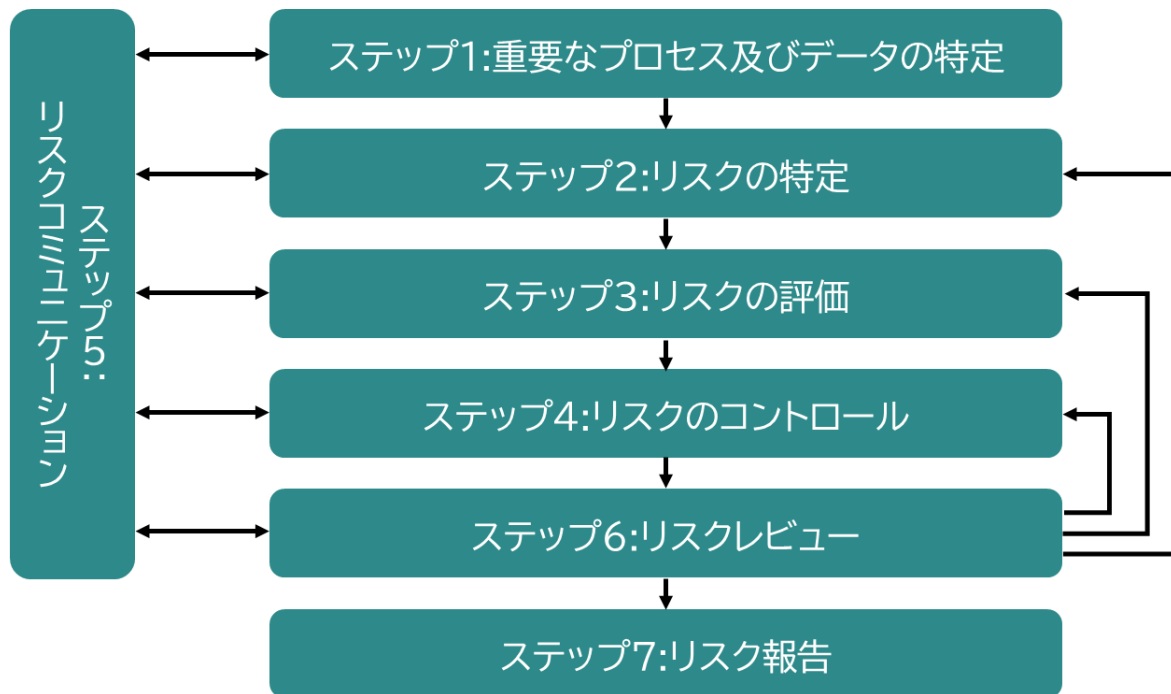 ステップ1:重要なプロセス及びデータの特定
ステップ2:リスクの特定
ステップ3:リスクの評価
ステップ4:リスクのコントロール
ステップ5:
リスクコミュニケーション
ステップ6:リスクレビュー
ステップ7:リスク報告